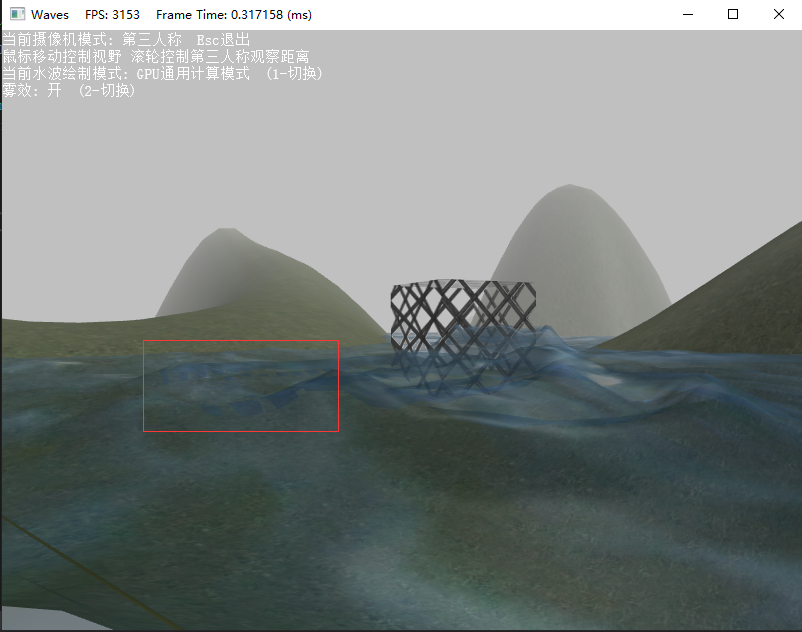 Waves FPS: 3153 Frame Time: 0.317158 (ms)
当前摄像机模式: 第三人称 Esc退出
鼠标移动控制视野 滚轮控制第三人称观察距离
当前水波绘制模式: GPU通用计算模式 (1-切换)
雾效: 开 (2-切换)